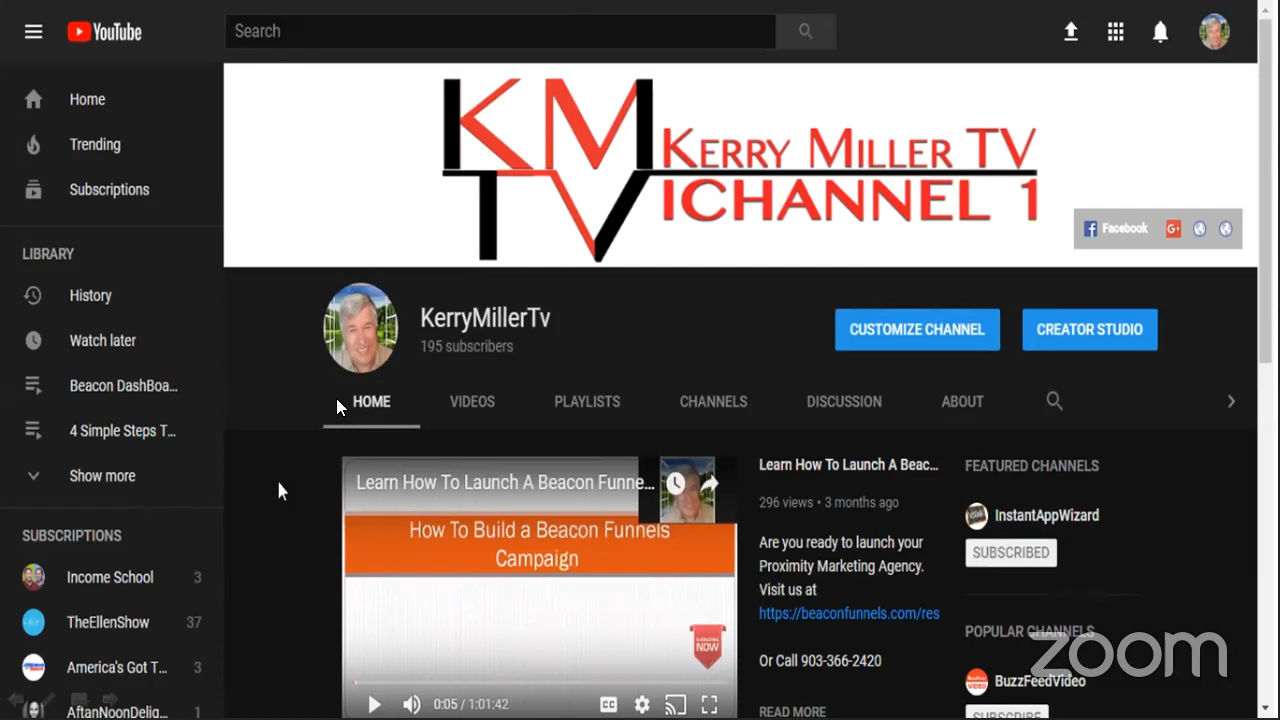 YouTube
Search
Home
Trending
Subscriptions
LIBRARY
History
Watch later
Beacon DashBoa...
4 Simple Steps T...
Show more
SUBSCRIPTIONS
Income School 3
TheEllenShow 37
America's Got T... 3
AftanNoonDelig... 1
KM
TV
KERRY MILLER TV
ICHANNEL 1
Facebook
G+
KerryMillerTv
195 subscribers
CUSTOMIZE CHANNEL
CREATOR STUDIO
HOME
VIDEOS
PLAYLISTS
CHANNELS
DISCUSSION
ABOUT
Learn How To Launch A Beacon Funne...
How To Build a Beacon Funnels
Campaign
NOW
0:05 / 1:01:42
CC
Learn How To Launch A Beac...
296 views • 3 months ago
Are you ready to launch your
Proximity Marketing Agency.
Visit us at
https://beaconfunnels.com/res
Or Call 903-366-2420
READ MORE
FEATURED CHANNELS
InstantAppWizard
SUBSCRIBED
POPULAR CHANNELS
BuzzFeedVideo
SUBSCRIBE
zoom